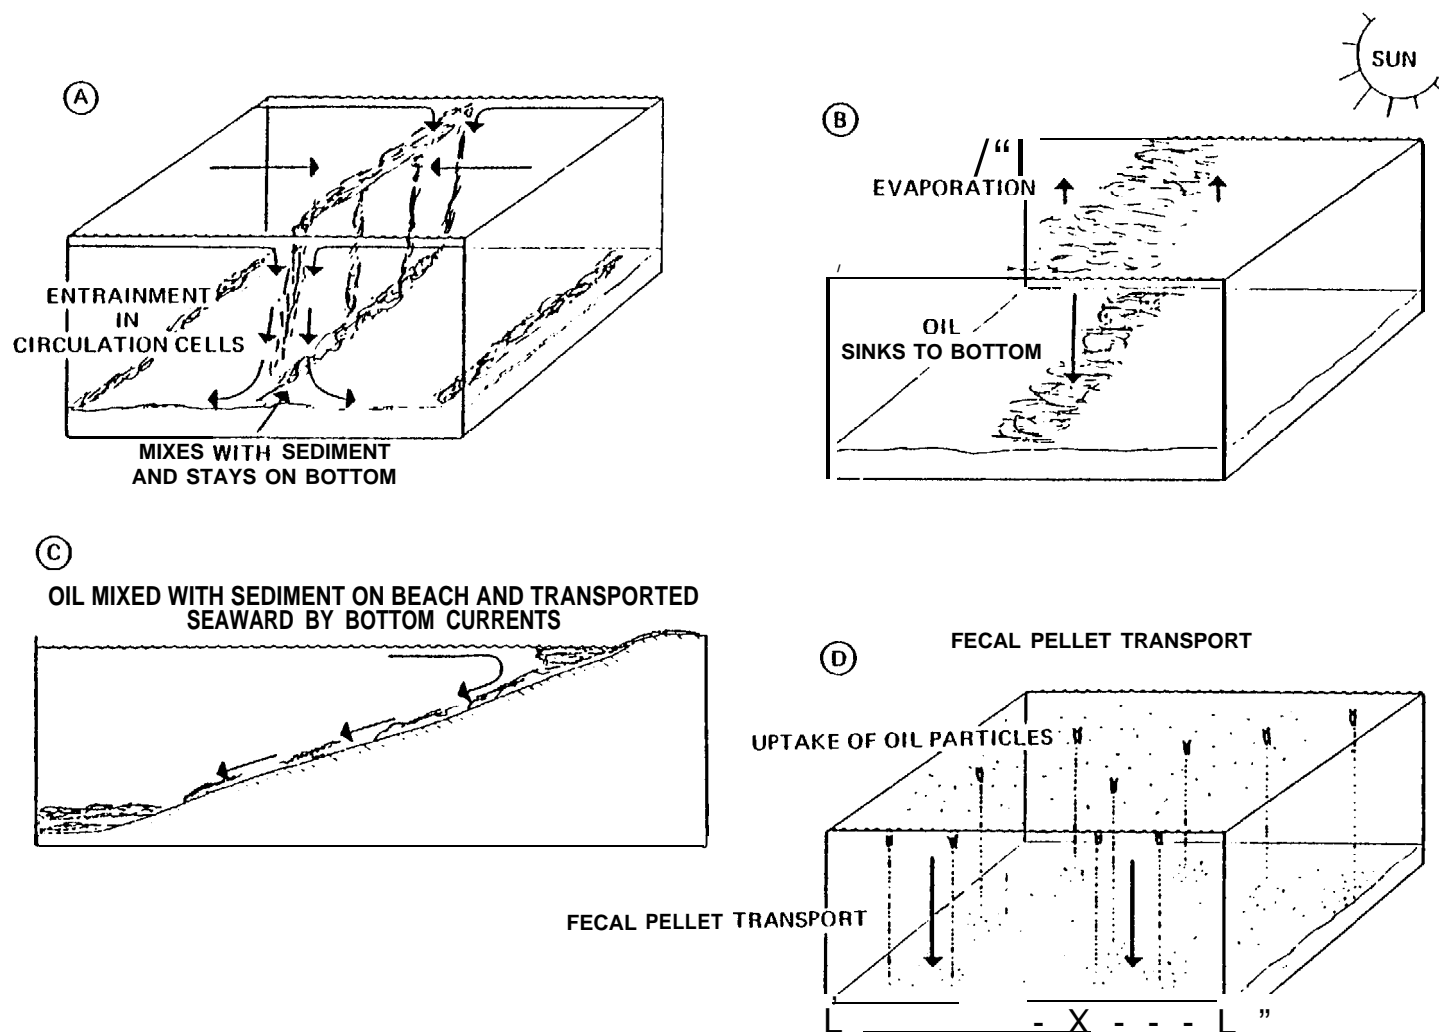 A
ENTRAINMENT
IN
CIRCULATION CELLS
MIXES WITH SEDIMENT
AND STAYS ON BOTTOM
SUN
B
/“|
EVAPORATION
OIL
SINKS TO BOTTOM
C
OIL MIXED WITH SEDIMENT ON BEACH AND TRANSPORTED
SEAWARD BY BOTTOM CURRENTS
FECAL PELLET TRANSPORT
D
UPTAKE OF OIL PARTICLES
FECAL PELLET TRANSPORT
L - X - - - L ”